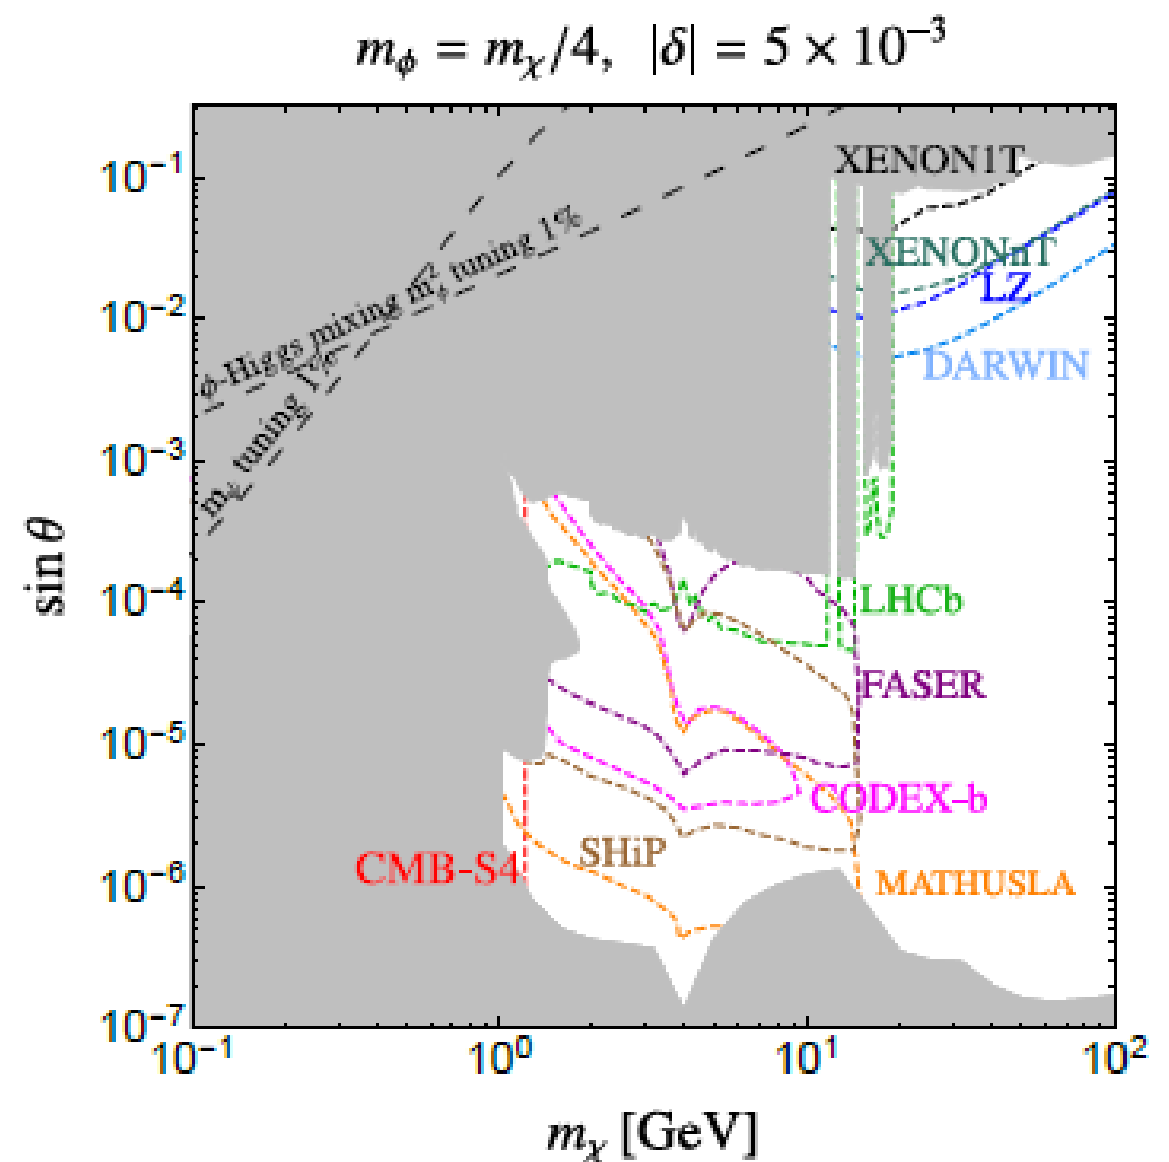 m_ϕ = m_χ/4, |δ| = 5 × 10⁻³
10⁻¹
10⁻²
10⁻³
10⁻⁴
10⁻⁵
10⁻⁶
10⁻⁷
sin θ
XENON1T
XENONnT
LZ
DARWIN
ϕ-Higgs mixing m_ϕ² tuning 1%
tuning 1%
LHCb
FASER
CODEX-b
SHiP
CMB-S4
MATHUSLA
10⁻¹
10⁰
10¹
10²
m_χ [GeV]